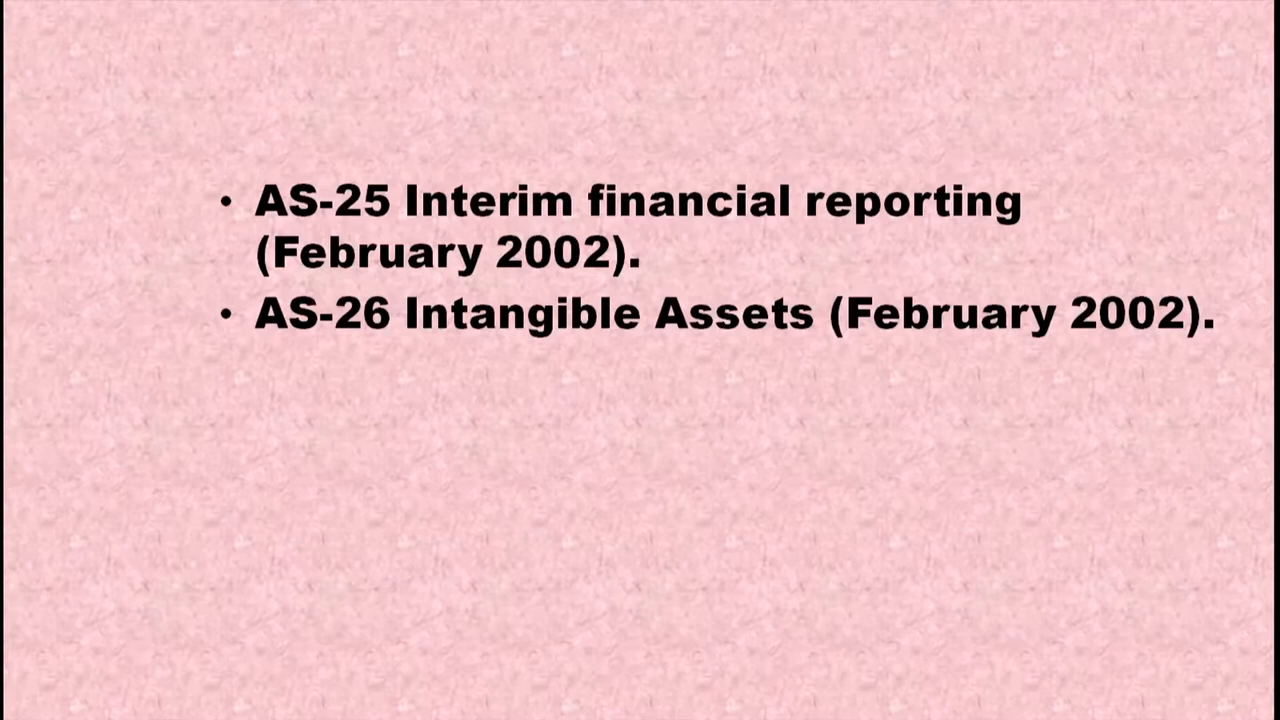 • AS-25 Interim financial reporting
(February 2002).
• AS-26 Intangible Assets (February 2002).